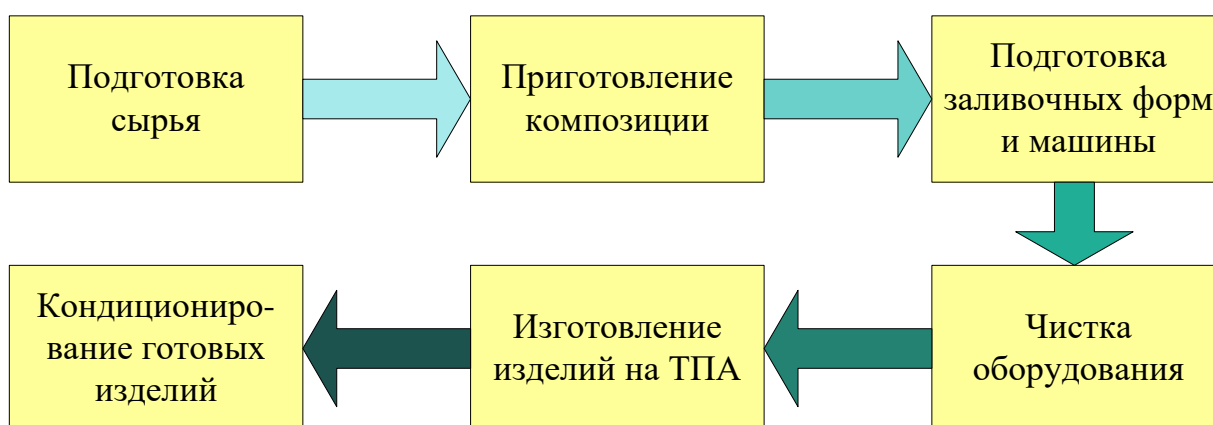 Подготовка
сырья
Приготовление
композиции
Подготовка
заливочных форм
и машины
Кондициониро-
вание готовых
изделий
Изготовление
изделий на ТПА
Чистка
оборудования